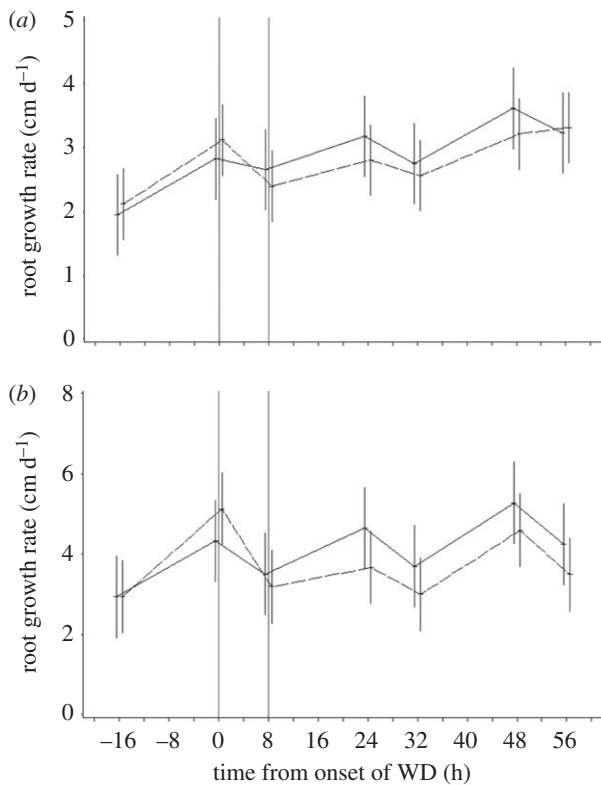 (a)
5
4
3
2
1
0
root growth rate (cm d⁻¹)
(b)
8
6
4
2
0
root growth rate (cm d⁻¹)
–16 –8 0 8 16 24 32 40 48 56
time from onset of WD (h)